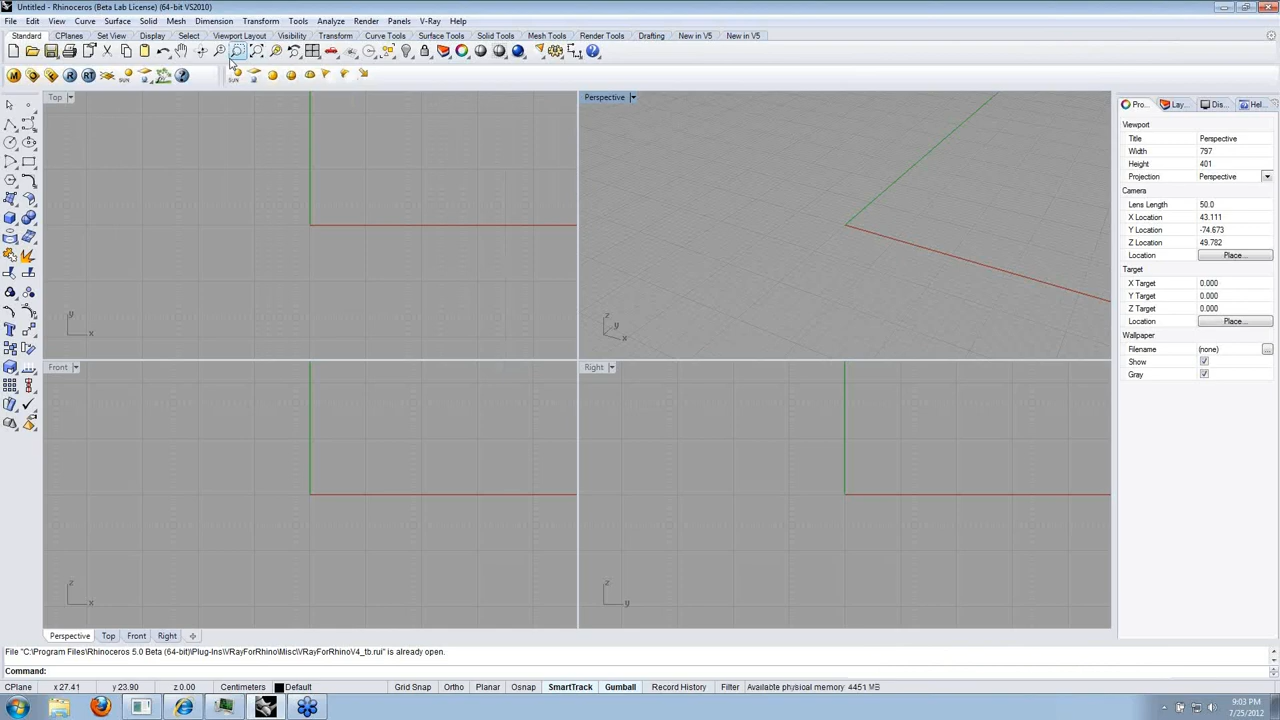 Untitled - Rhinoceros (Beta Lab License) (64-bit VS2010)
File Edit View Curve Surface Solid Mesh Dimension Transform Tools Analyze Render Panels V-Ray Help
Standard CPlanes Set View Display Select Viewport Layout Visibility Transform Curve Tools Surface Tools Solid Tools Mesh Tools Render Tools Drafting New in V5 New in V5
M R RT SUN ? SUN
Top
Perspective
y
x
z
y
x
Front
Right
z
x
z
y
Pro... Lay... Dis... Hel...
Viewport
Title Perspective
Width 797
Height 401
Projection Perspective
Camera
Lens Length 50.0
X Location 43.111
Y Location -74.673
Z Location 49.782
Location Place...
Target
X Target 0.000
Y Target 0.000
Z Target 0.000
Location Place...
Wallpaper
Filename (none) ...
Show
Gray
Perspective Top Front Right
File "C:\Program Files\Rhinoceros 5.0 Beta (64-bit)\Plug-Ins\VRayForRhino\Misc\VRayForRhinoV4_tb.rui" is already open.
Command:
CPlane x 27.41 y 23.90 z 0.00 Centimeters Default Grid Snap Ortho Planar Osnap SmartTrack Gumball Record History Filter Available physical memory: 4451 MB
9:03 PM
7/25/2012